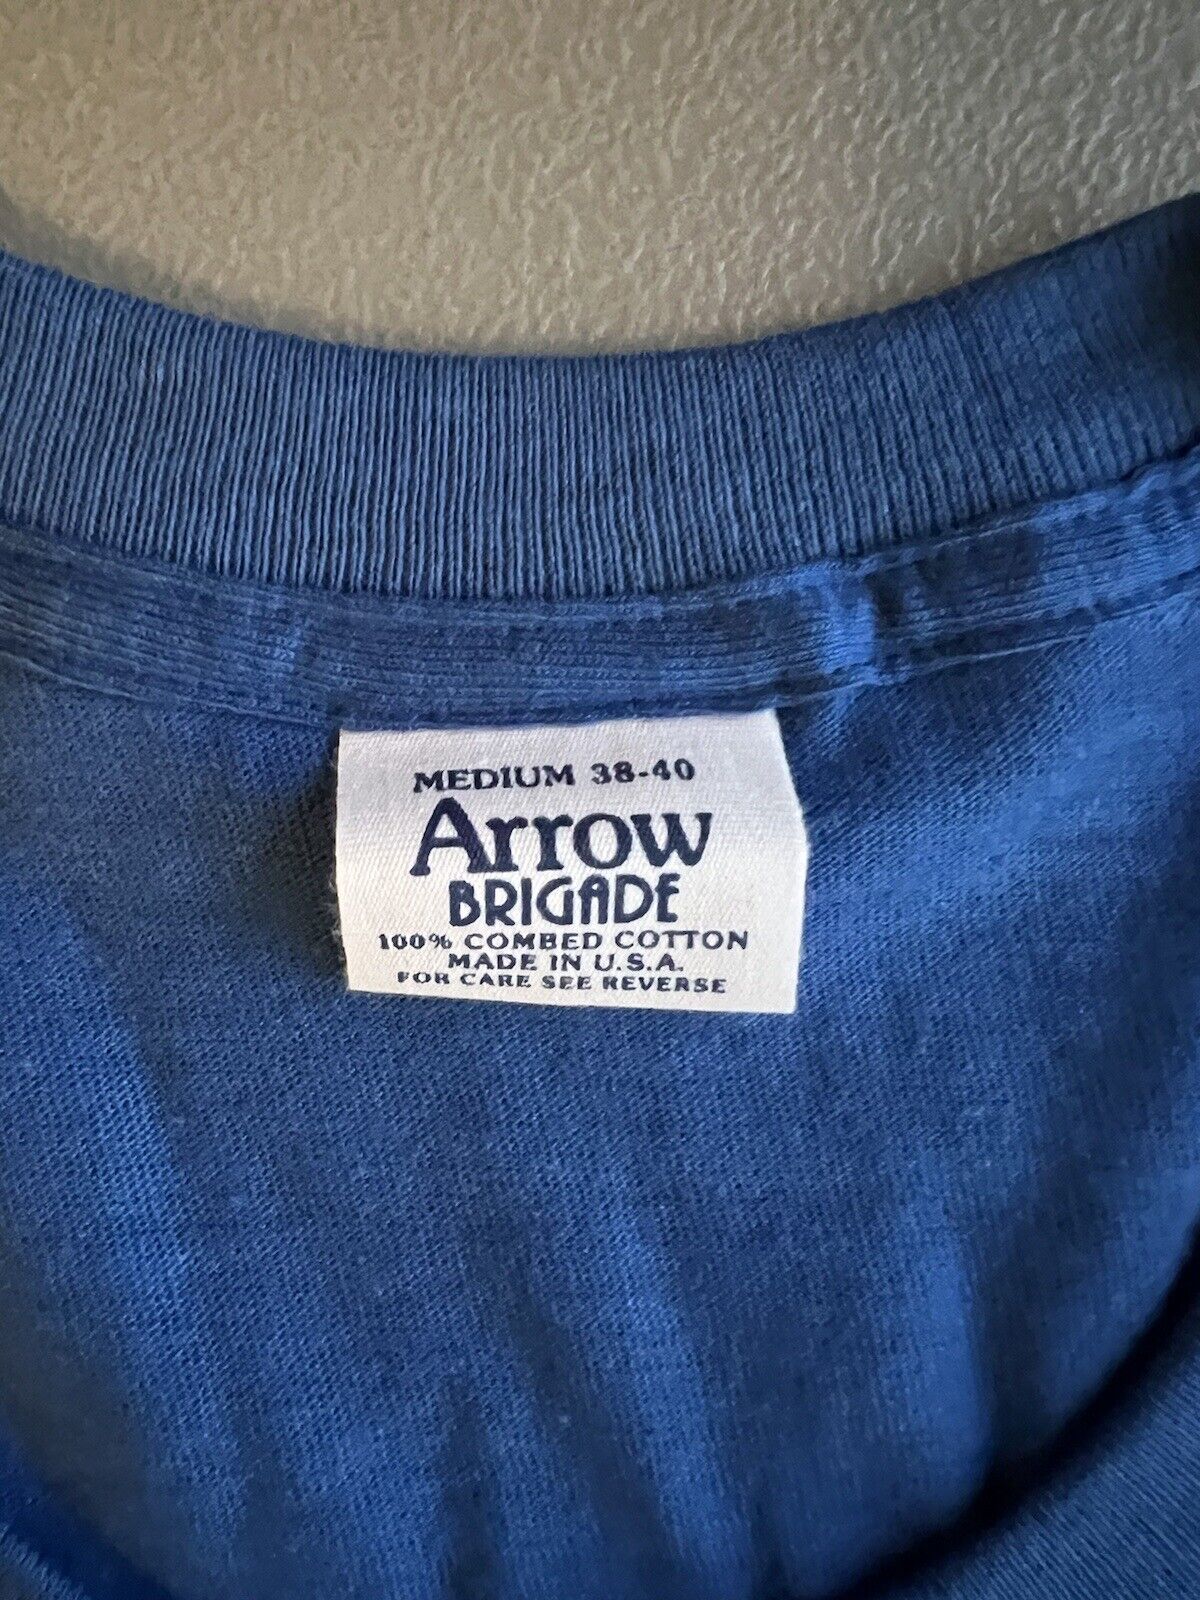 MEDIUM 38-40
Arrow
BRIGADE
100% COMBED COTTON
MADE IN U.S.A.
FOR CARE SEE REVERSE